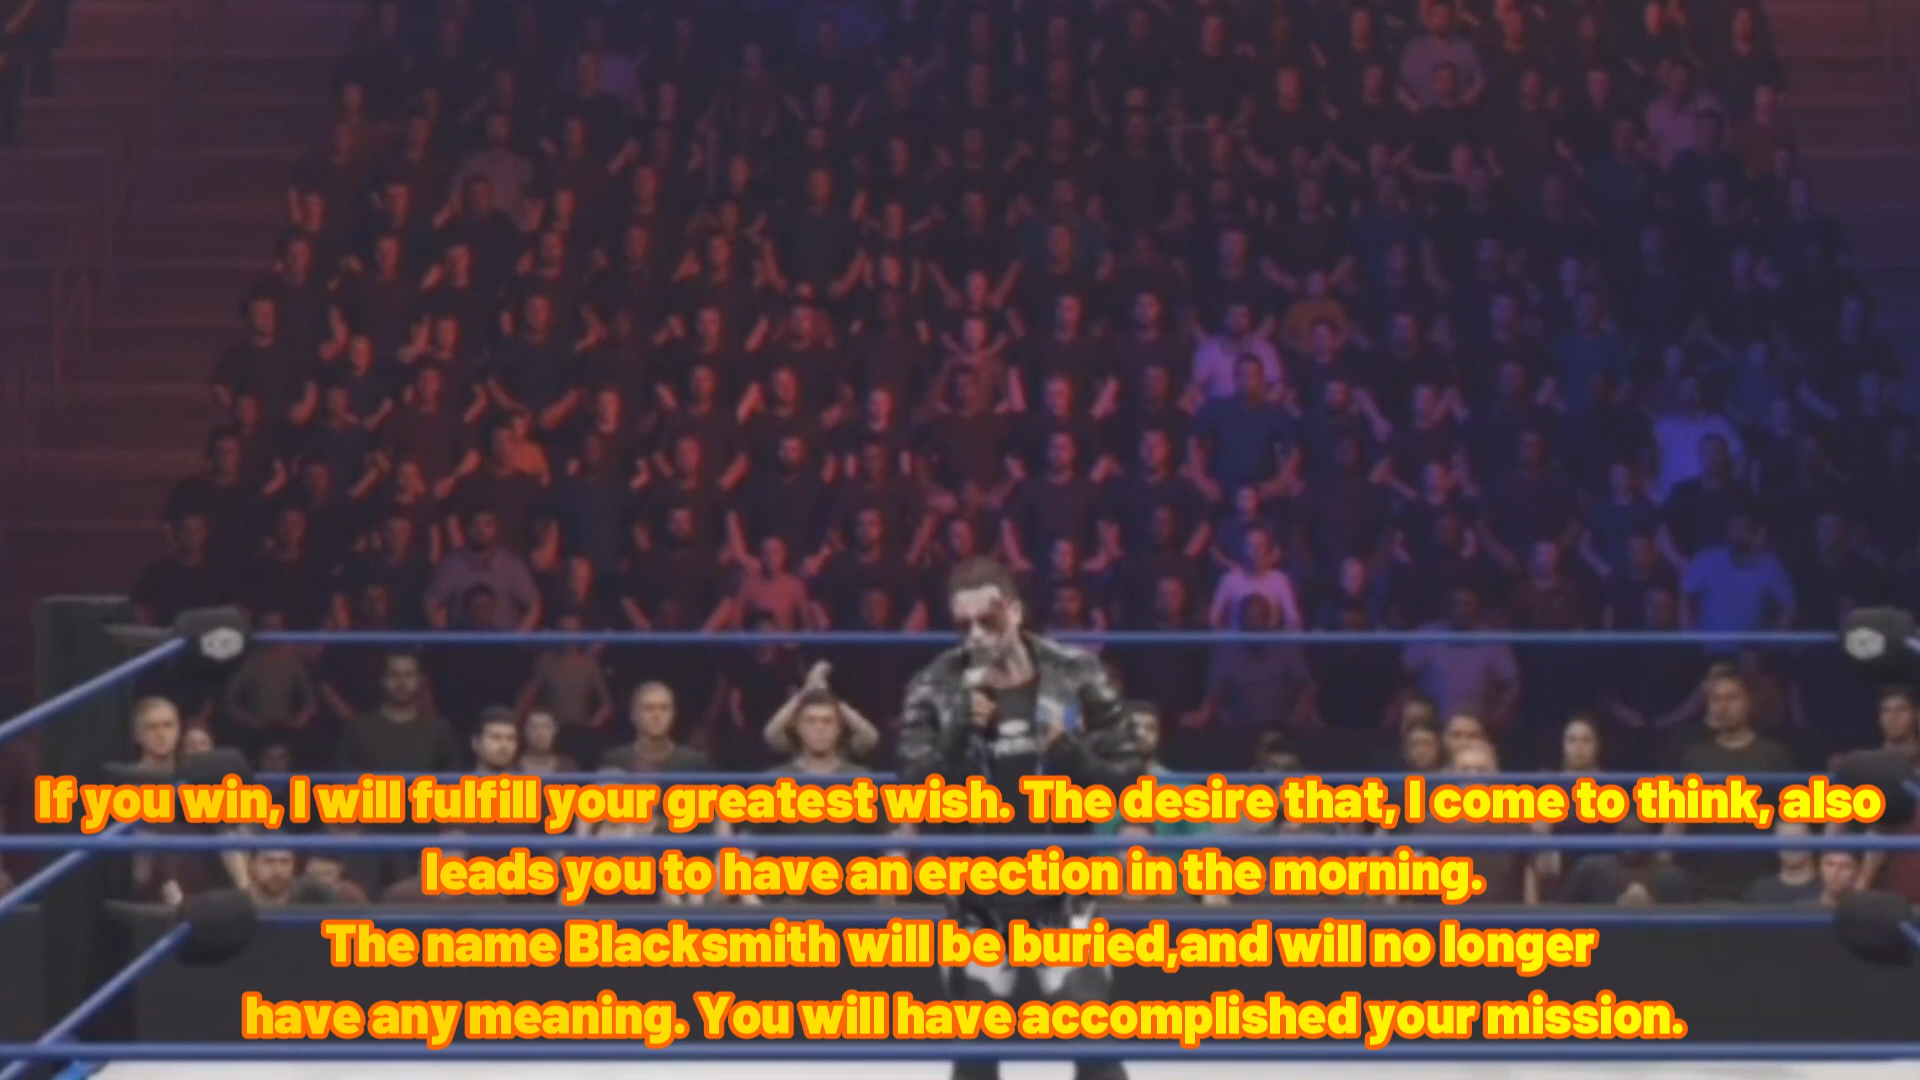 If you win, I will fulfill your greatest wish. The desire that, I come to think, also
leads you to have an erection in the morning.
The name Blacksmith will be buried,and will no longer
have any meaning. You will have accomplished your mission.